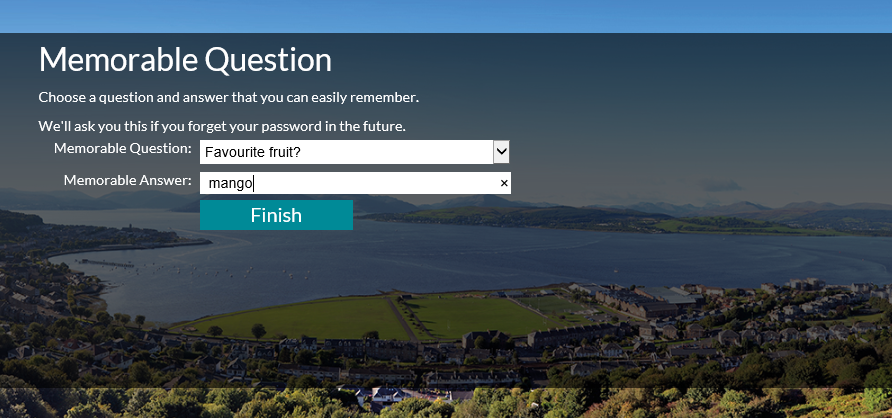 Memorable Question
Choose a question and answer that you can easily remember.
We'll ask you this if you forget your password in the future.
Memorable Question: Favourite fruit?
Memorable Answer: mango ×
Finish